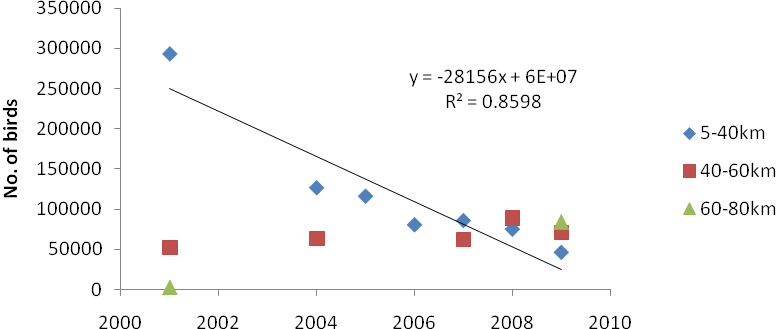 350000
300000
250000
200000
150000
100000
50000
0
No. of birds
y = -28156x + 6E+07
R² = 0.8598
5-40km
40-60km
60-80km
2000 2002 2004 2006 2008 2010